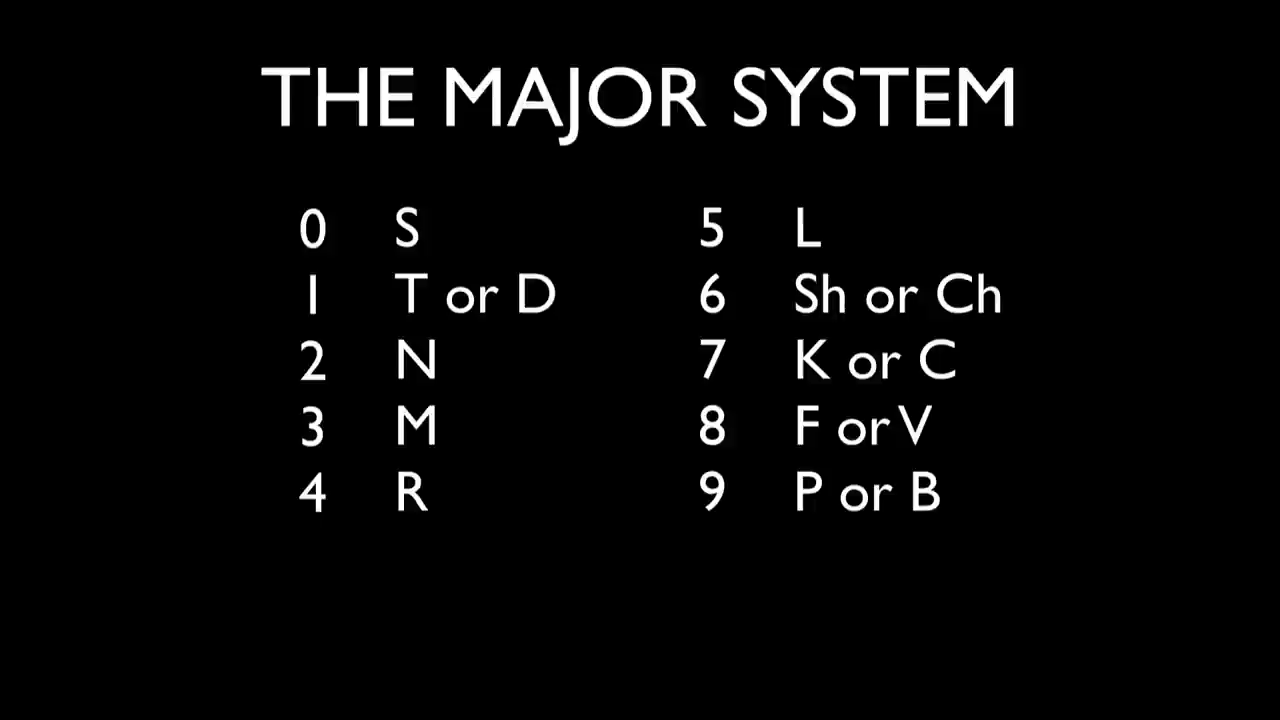 THE MAJOR SYSTEM
0 S 5 L
1 T or D 6 Sh or Ch
2 N 7 K or C
3 M 8 F or V
4 R 9 P or B